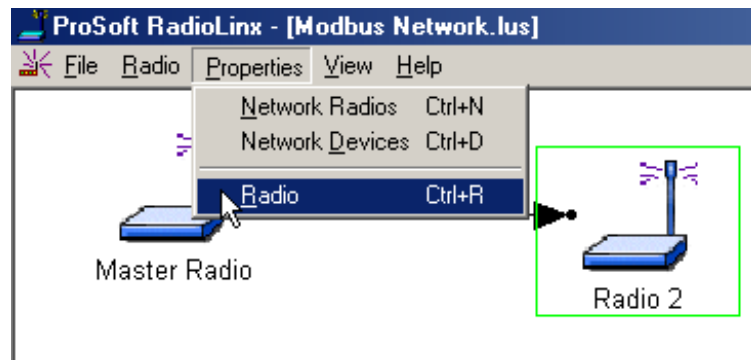 ProSoft RadioLinx - [Modbus Network.lus]
File Radio Properties View Help
Network Radios Ctrl+N
Network Devices Ctrl+D
Radio Ctrl+R
Master Radio
Radio 2